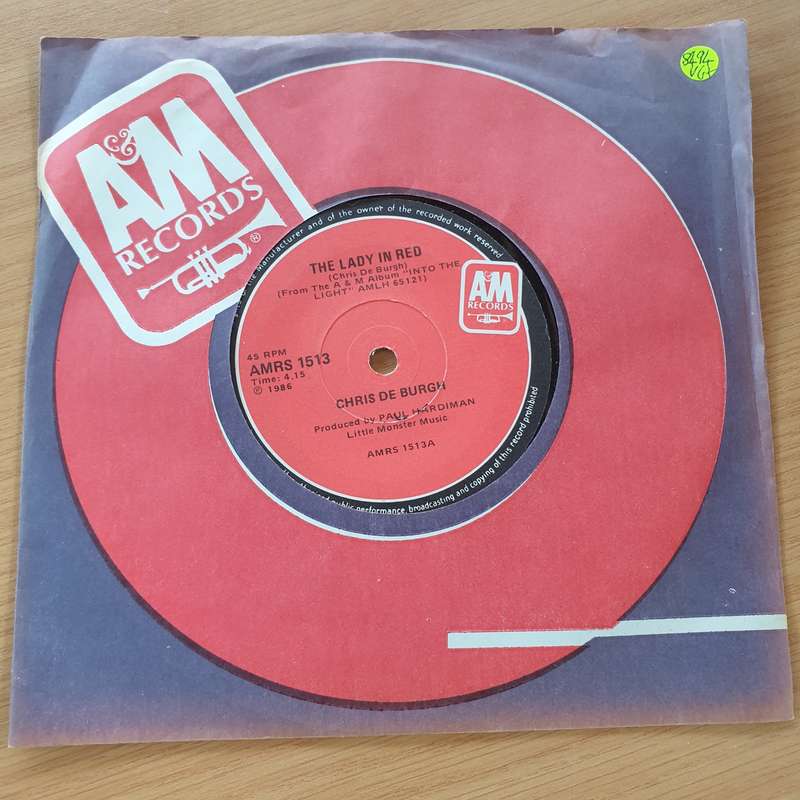 A&M
RECORDS
®
8494
VG+
the Manufacturer and of the owner of the recorded work reserved
THE LADY IN RED
(Chris De Burgh)
(From The A & M Album "INTO THE
LIGHT" AMLH 65121)
A&M
RECORDS
45 RPM
AMRS 1513
Time: 4.15
℗ 1986
CHRIS DE BURGH
Produced by PAUL HARDIMAN
Little Monster Music
AMRS 1513A
public performance broadcasting and copying of this record prohibited